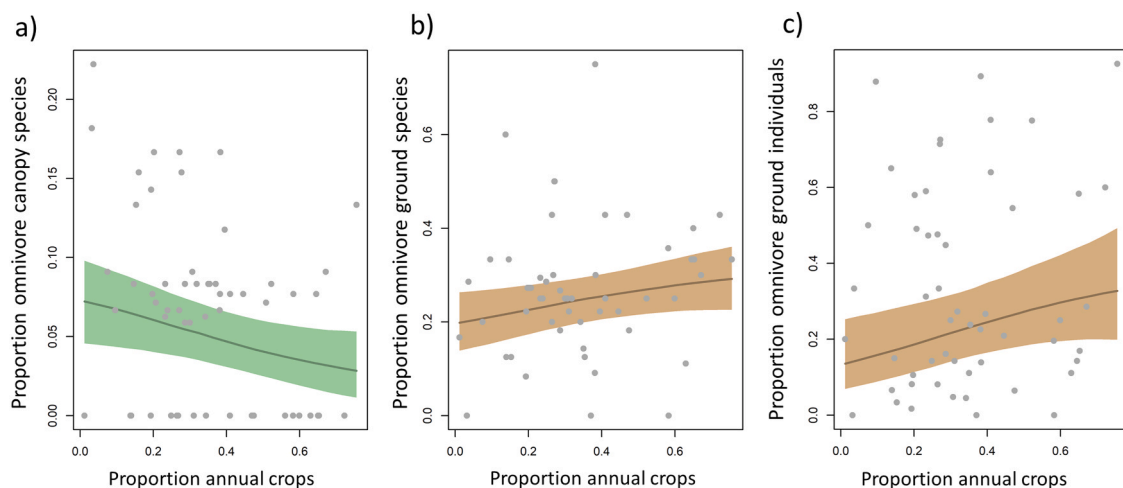 a)
Proportion omnivore canopy species
0.20
0.15
0.10
0.05
0.00
0.0 0.2 0.4 0.6
Proportion annual crops
b)
Proportion omnivore ground species
0.6
0.4
0.2
0.0
0.0 0.2 0.4 0.6
Proportion annual crops
c)
Proportion omnivore ground individuals
0.8
0.6
0.4
0.2
0.0
0.0 0.2 0.4 0.6
Proportion annual crops